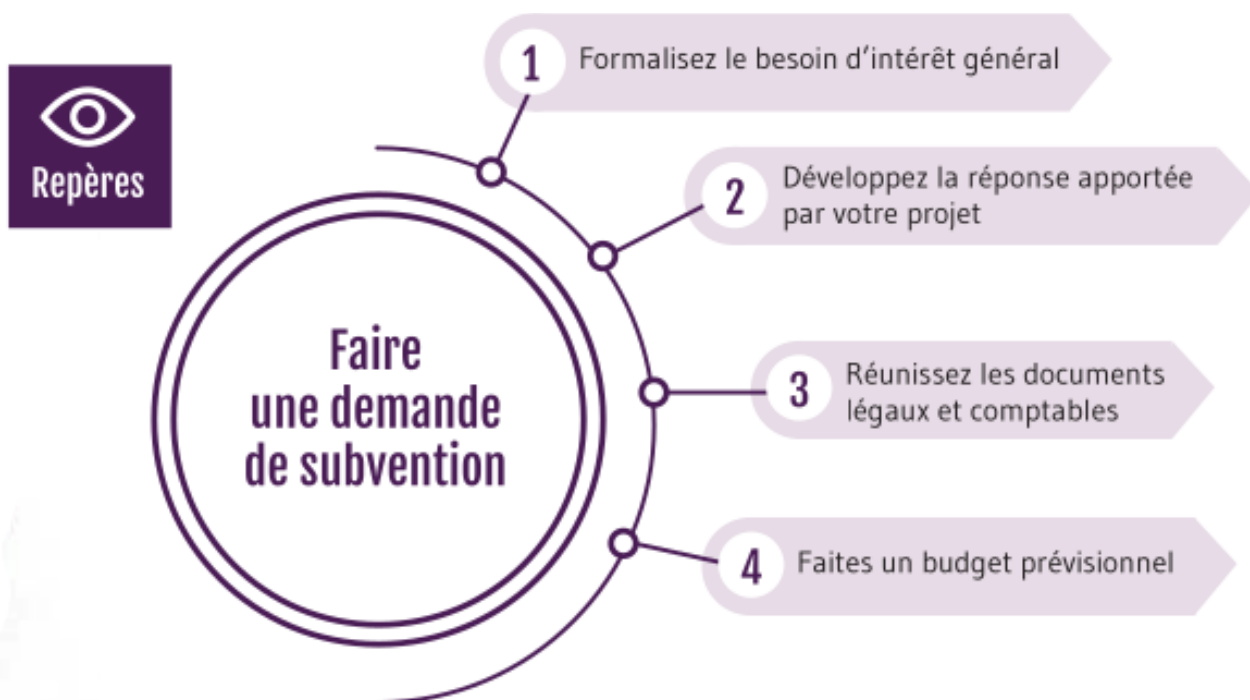 Repères
1
Formalisez le besoin d’intérêt général
2
Développez la réponse apportée
par votre projet
Faire
une demande
de subvention
3
Réunissez les documents
légaux et comptables
4
Faites un budget prévisionnel